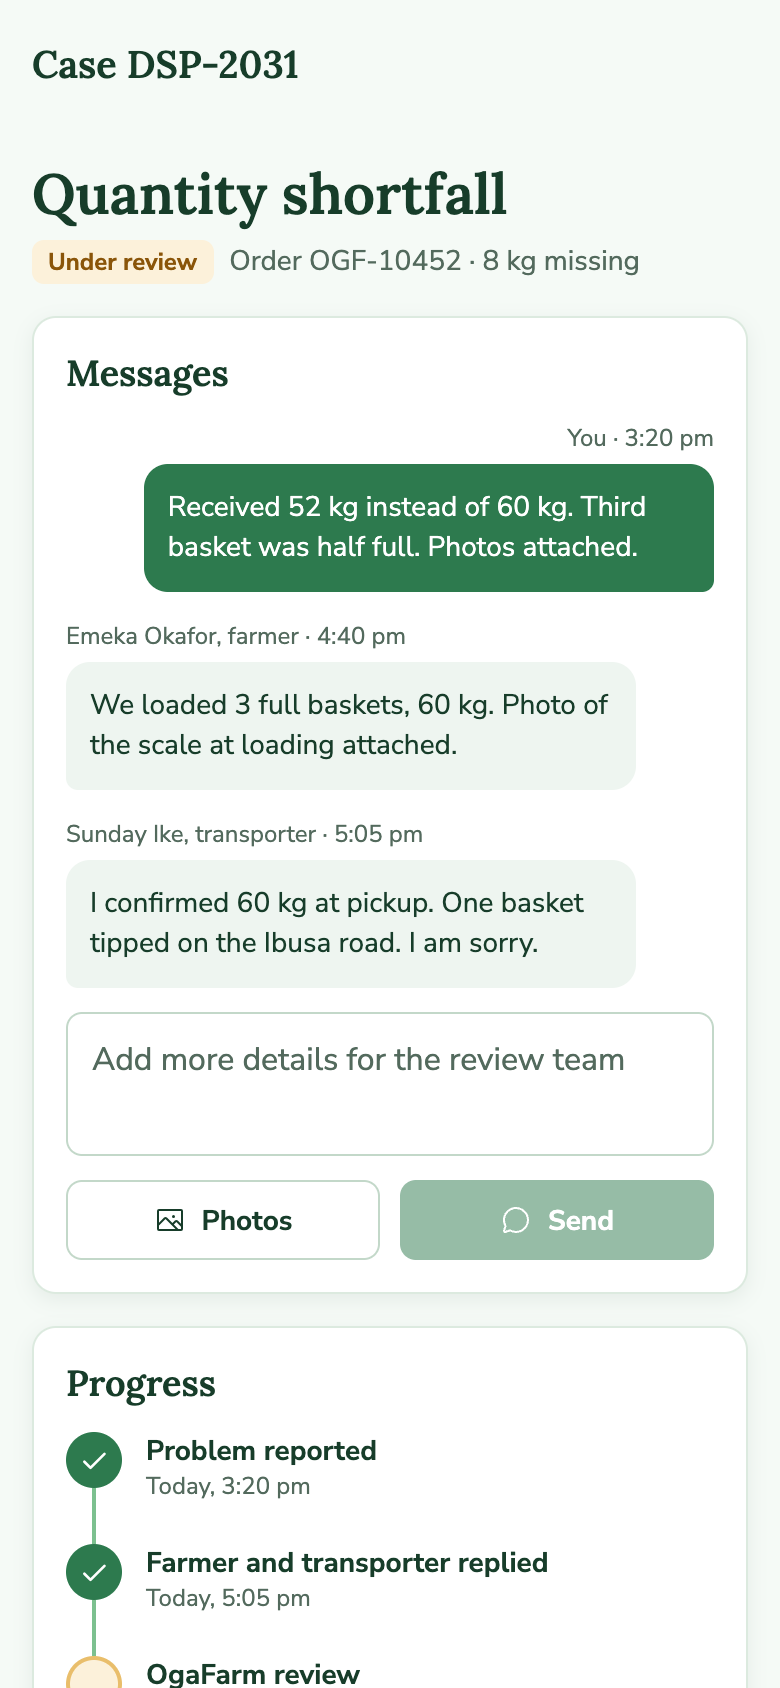 Case DSP-2031
Quantity shortfall
Under review
Order OGF-10452 · 8 kg missing
Messages
You · 3:20 pm
Received 52 kg instead of 60 kg. Third
basket was half full. Photos attached.
Emeka Okafor, farmer · 4:40 pm
We loaded 3 full baskets, 60 kg. Photo of
the scale at loading attached.
Sunday Ike, transporter · 5:05 pm
I confirmed 60 kg at pickup. One basket
tipped on the Ibusa road. I am sorry.
Add more details for the review team
Photos
Send
Progress
Problem reported
Today, 3:20 pm
Farmer and transporter replied
Today, 5:05 pm
OgaFarm review